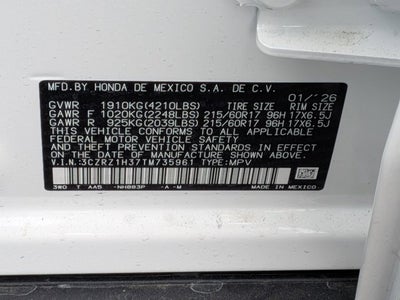 MFD.BY HONDA DE MEXICO S.A. DE C.V.
01/'26
GVWR 1910KG(4210LBS) TIRE SIZE RIM SIZE
GAWR F 1020KG(2248LBS) 215/60R17 96H 17X6.5J
GAWR R 925KG(2039LBS) 215/60R17 96H 17X6.5J
THIS VEHICLE CONFORMS TO ALL APPLICABLE
FEDERAL MOTOR VEHICLE SAFETY
AND THEFT PREVENTION STANDARDS IN EFFECT
ON THE DATE OF MANUFACTURE SHOWN ABOVE.
V.I.N.:3CZRZ1H37TM735961 TYPE:MPV
3W0 T AA5 -NH883P -A -M
MADE IN MEXICO